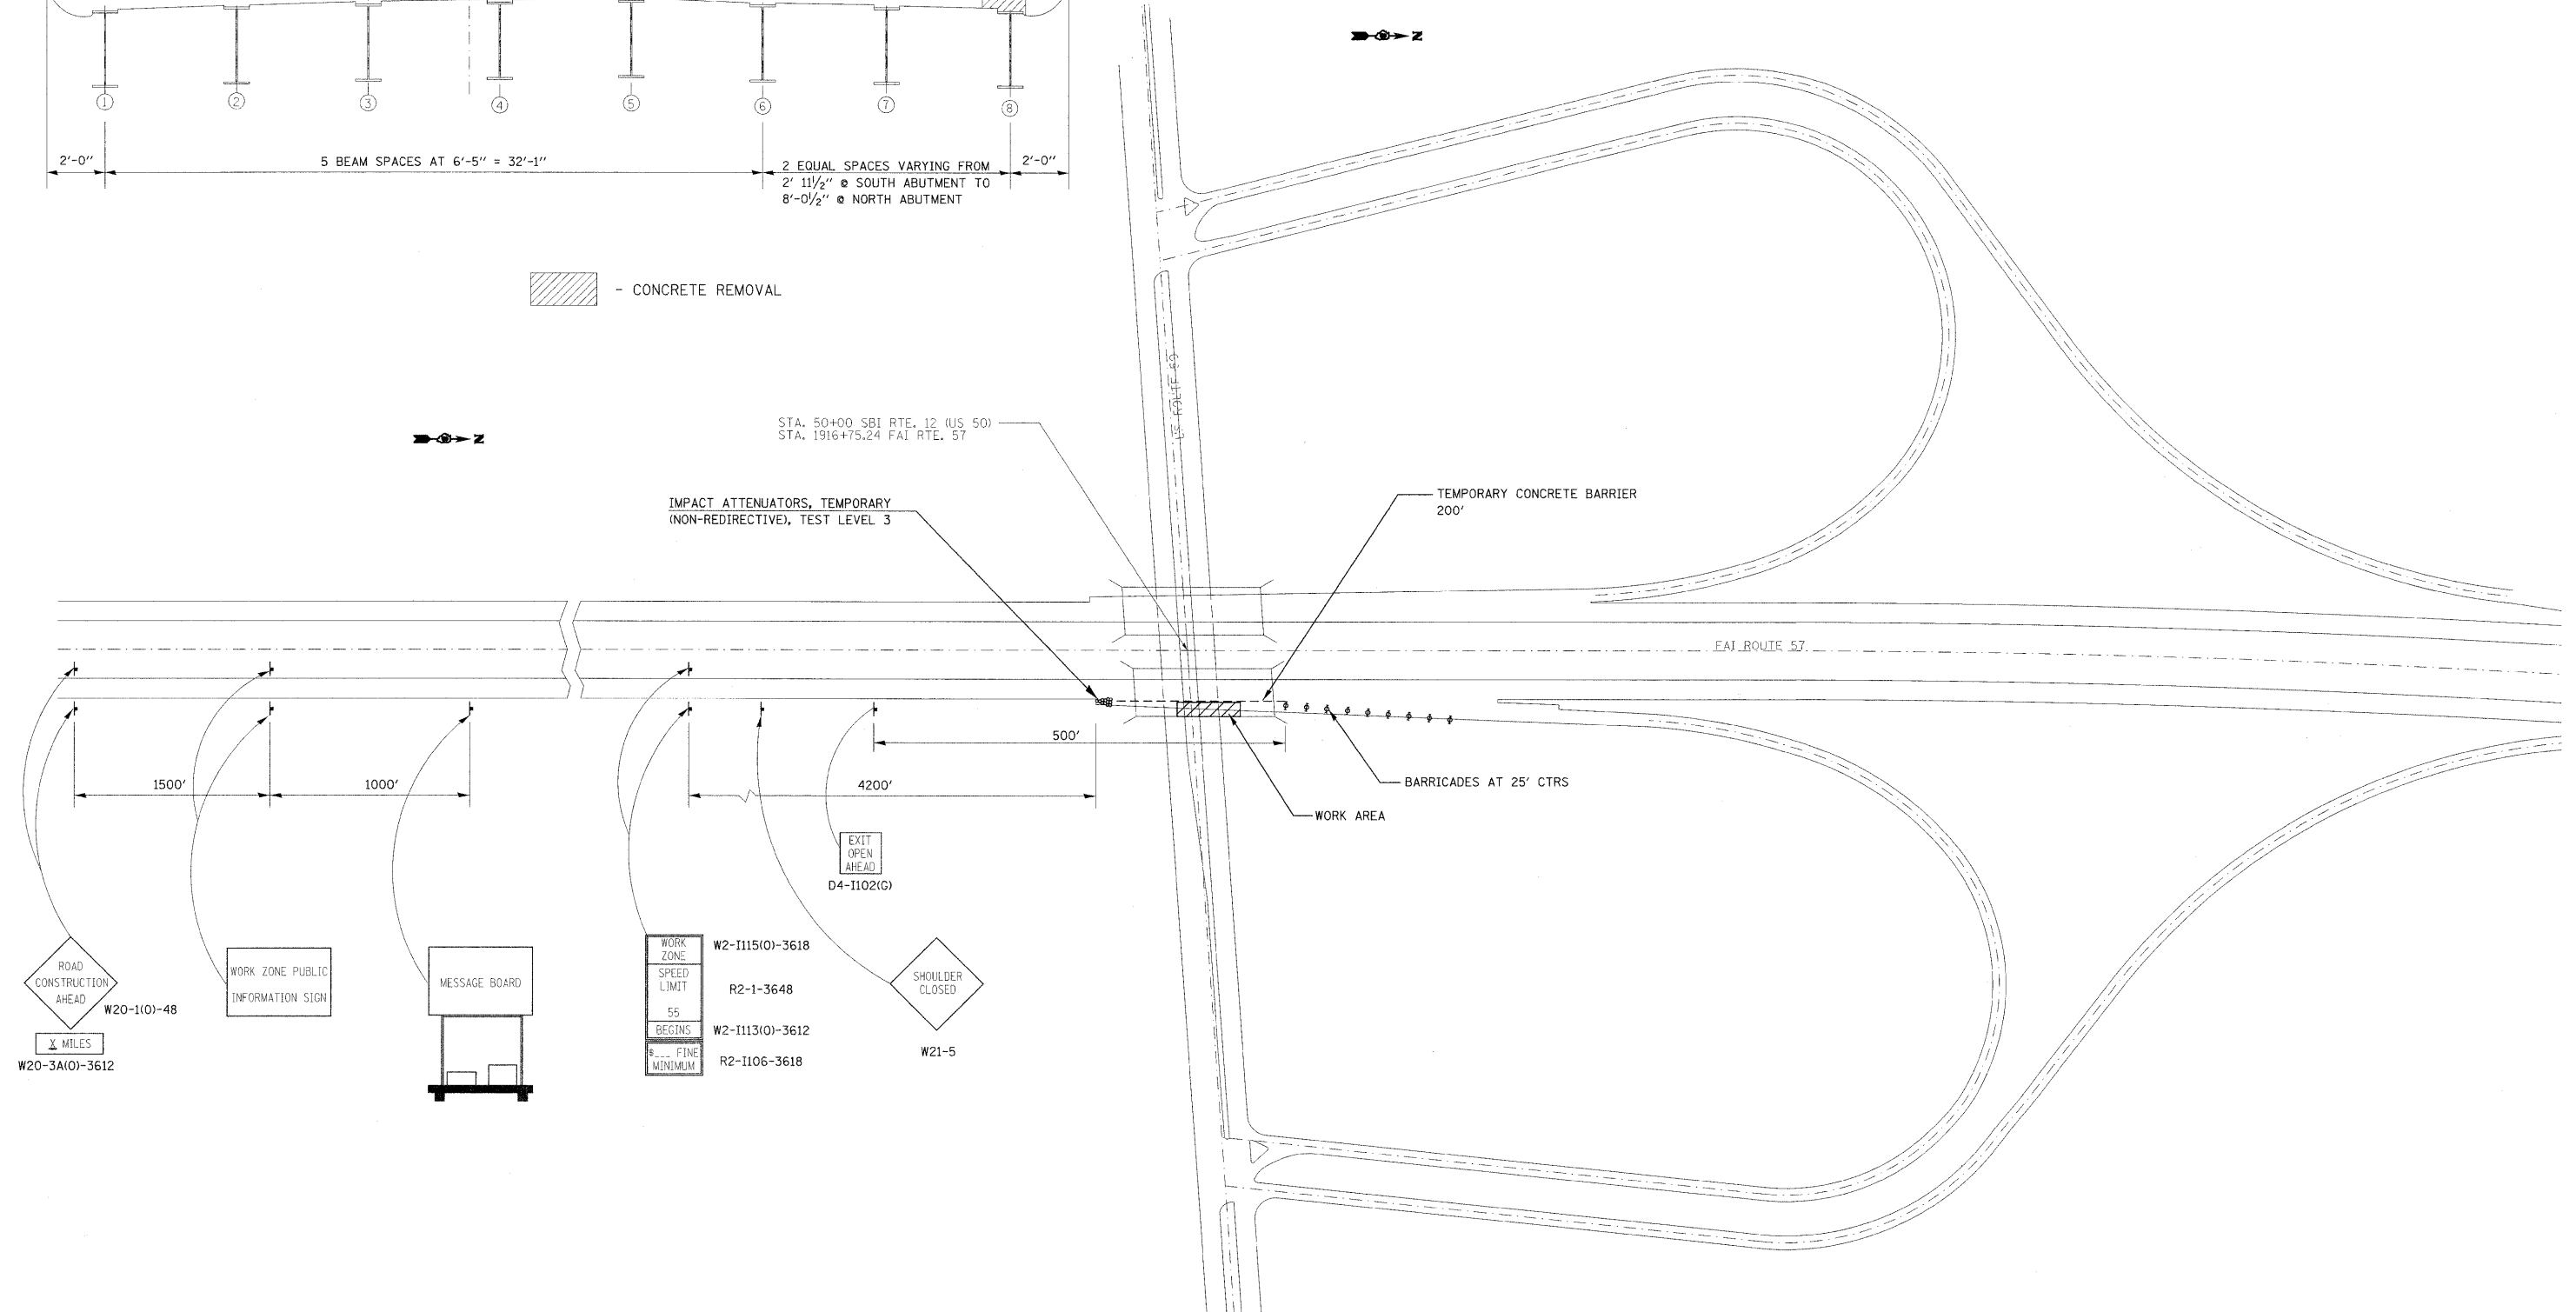 N
1
2
3
4
5
6
7
8
2'-0"
5 BEAM SPACES AT 6'-5" = 32'-1"
2 EQUAL SPACES VARYING FROM
2' 11½" @ SOUTH ABUTMENT TO
8'-0½" @ NORTH ABUTMENT
2'-0"
- CONCRETE REMOVAL
US ROUTE 50
N
STA. 50+00 SBI RTE. 12 (US 50)
STA. 1916+75.24 FAI RTE. 57
IMPACT ATTENUATORS, TEMPORARY
(NON-REDIRECTIVE), TEST LEVEL 3
TEMPORARY CONCRETE BARRIER
200'
FAI ROUTE 57
500'
1500'
1000'
4200'
BARRICADES AT 25' CTRS
WORK AREA
EXIT
OPEN
AHEAD
D4-I102(G)
ROAD
CONSTRUCTION
AHEAD
W20-1(O)-48
X MILES
W20-3A(O)-3612
WORK ZONE PUBLIC
INFORMATION SIGN
MESSAGE BOARD
WORK
ZONE
W2-I115(O)-3618
SPEED
LIMIT
55
R2-1-3648
BEGINS
W2-I113(O)-3612
$___ FINE
MINIMUM
R2-I106-3618
SHOULDER
CLOSED
W21-5